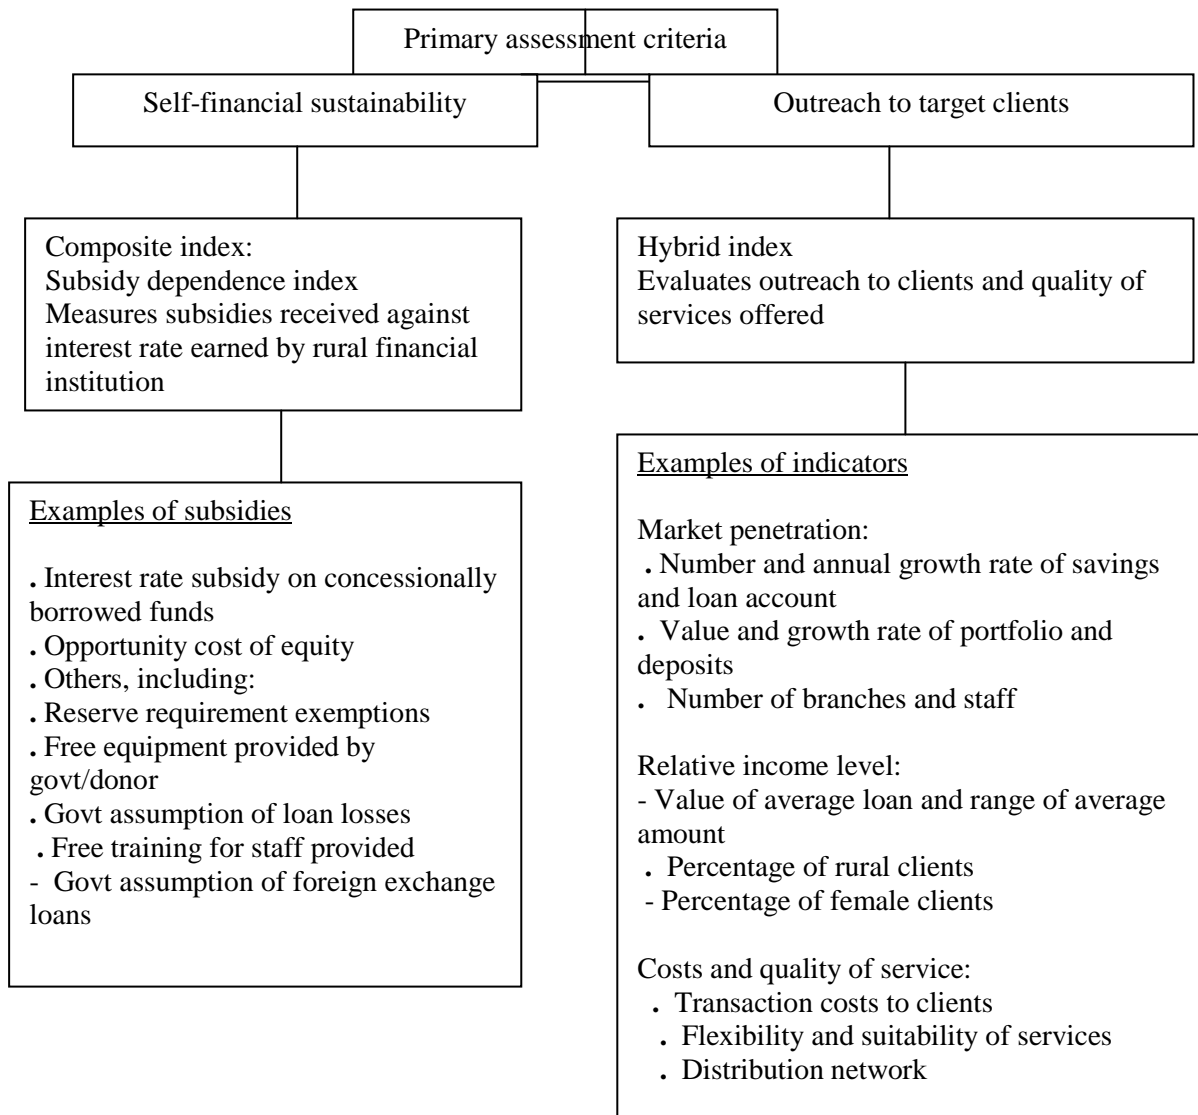 Primary assessment criteria
Self-financial sustainability
Outreach to target clients
Composite index:
Subsidy dependence index
Measures subsidies received against
interest rate earned by rural financial
institution
Hybrid index
Evaluates outreach to clients and quality of
services offered
Examples of subsidies
. Interest rate subsidy on concessionally
borrowed funds
. Opportunity cost of equity
. Others, including:
. Reserve requirement exemptions
. Free equipment provided by
govt/donor
. Govt assumption of loan losses
. Free training for staff provided
- Govt assumption of foreign exchange
loans
Examples of indicators
Market penetration:
. Number and annual growth rate of savings
and loan account
. Value and growth rate of portfolio and
deposits
. Number of branches and staff
Relative income level:
- Value of average loan and range of average
amount
. Percentage of rural clients
- Percentage of female clients
Costs and quality of service:
. Transaction costs to clients
. Flexibility and suitability of services
. Distribution network